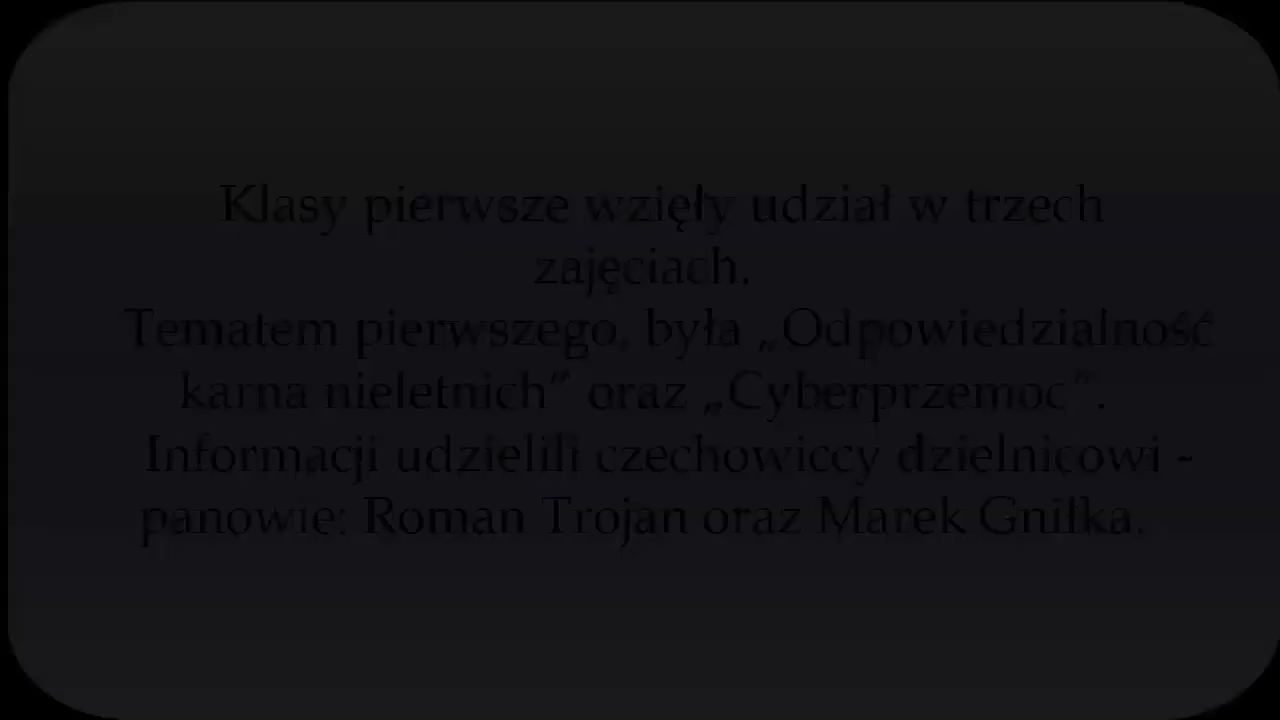 Klasy pierwsze wzięły udział w trzech
zajęciach.
Tematem pierwszego, była „Odpowiedzialność
karna nieletnich” oraz „Cyberprzemoc”.
Informacji udzielili czechowiccy dzielnicowi -
panowie: Roman Trojan oraz Marek Gniłka.